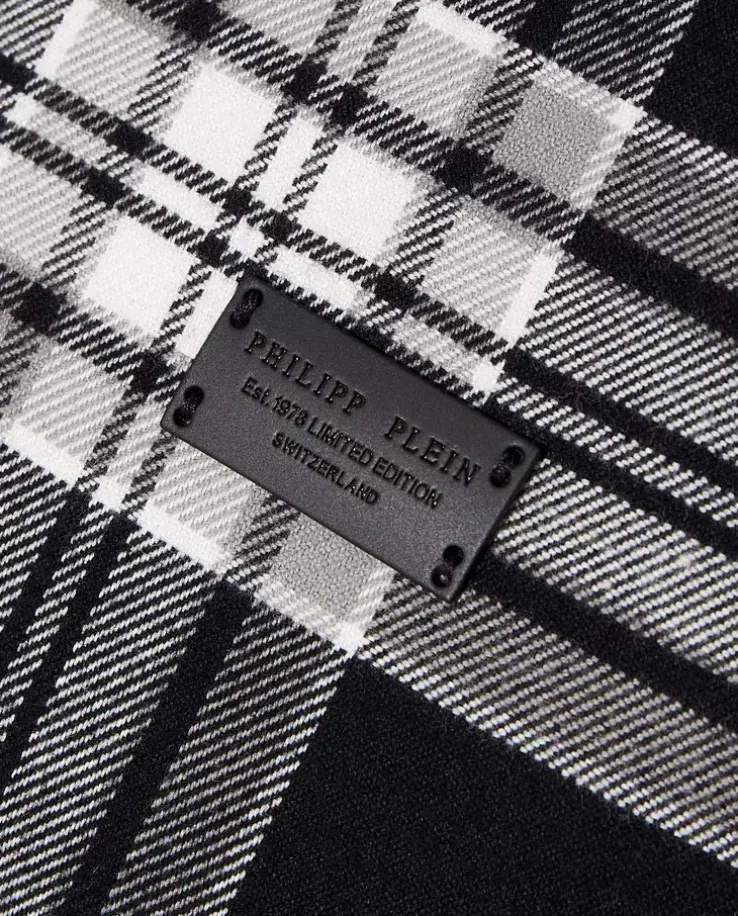 PHILIPP PLEIN
Est.1978 LIMITED EDITION
SWITZERLAND